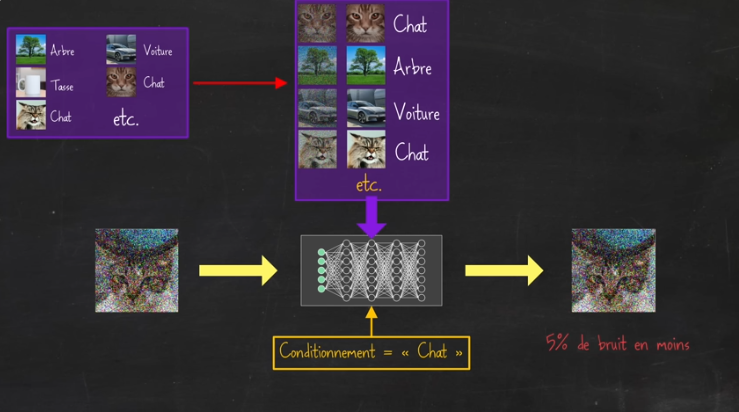 Arbre
Voiture
Tasse
Chat
Chat
etc.
Chat
Arbre
Voiture
Chat
etc.
Conditionnement = « Chat »
5% de bruit en moins